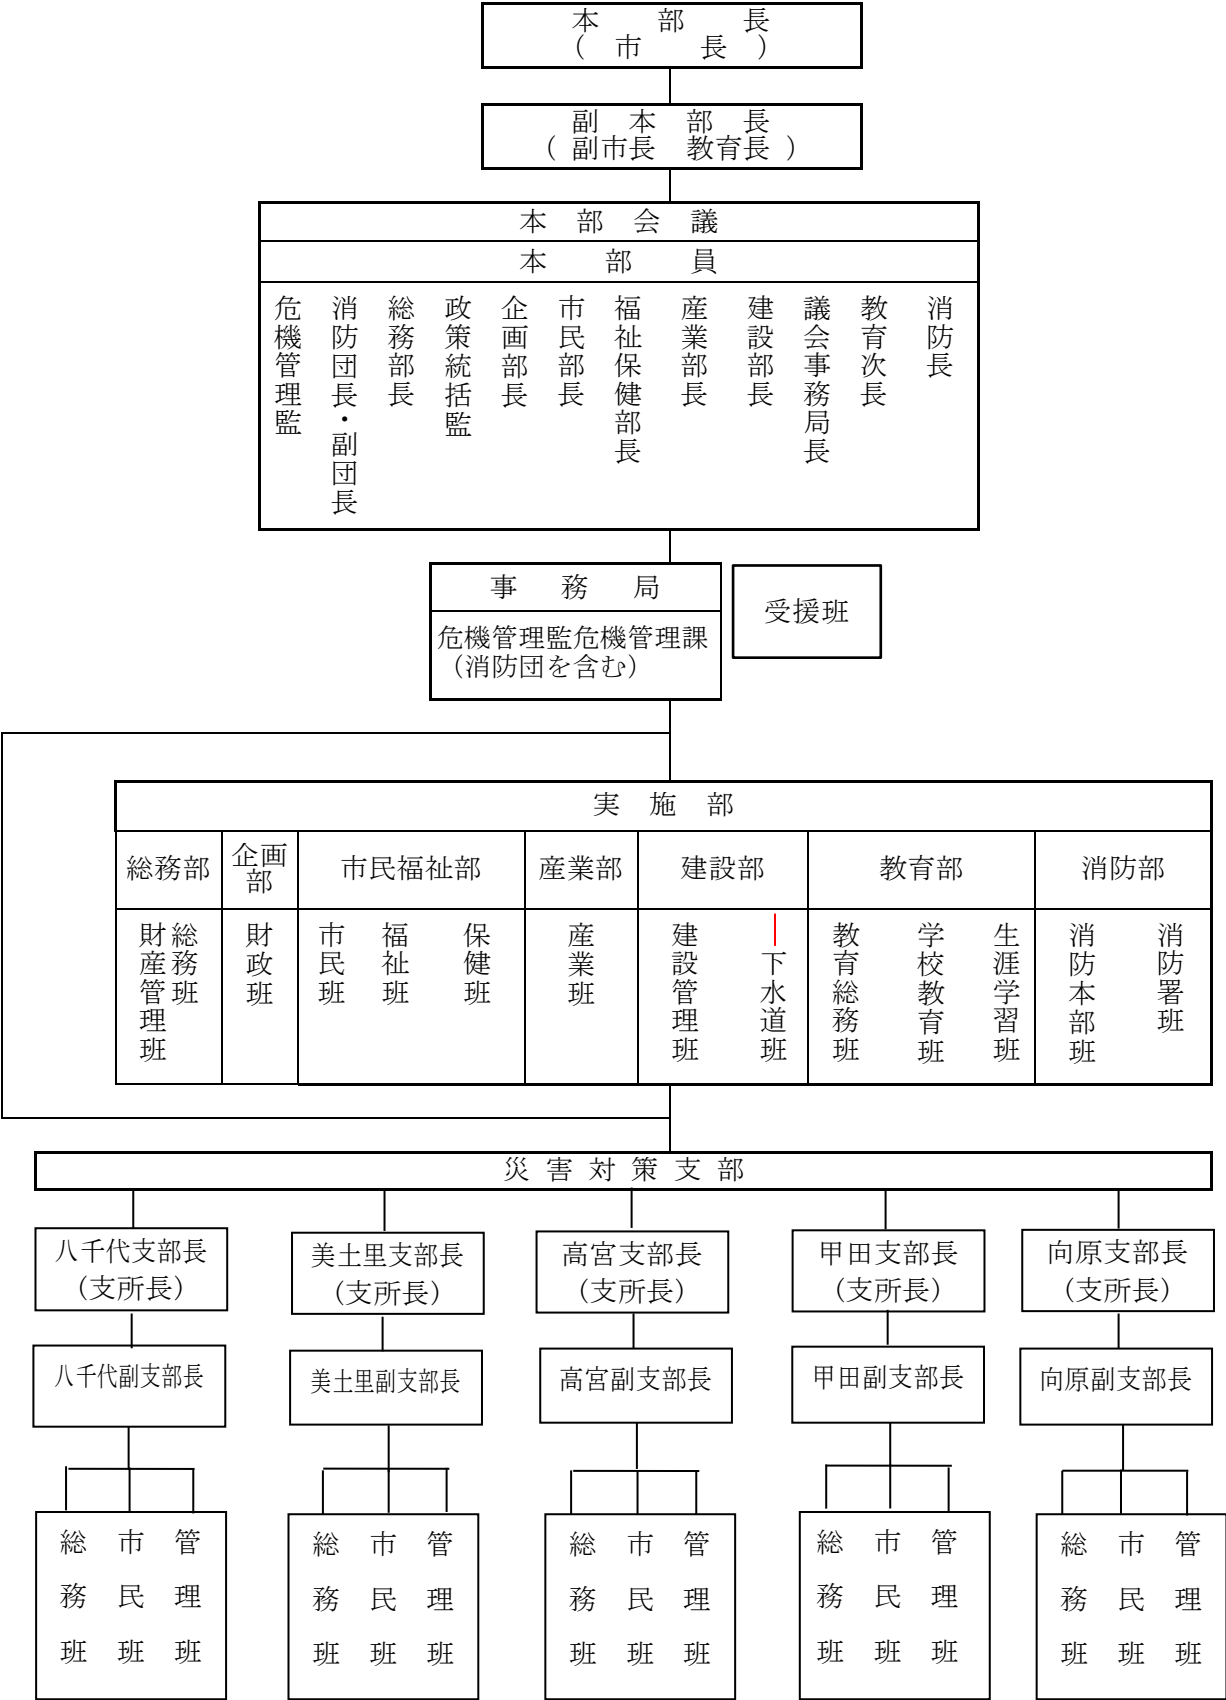 本部長
（市長）
副本部長
（副市長　教育長）
本部会議
本部員
危機管理監
消防団長・副団長
総務部長
政策統括監
企画部長
市民部長
福祉保健部長
産業部長
建設部長
議会事務局長
教育次長
消防長
事務局
危機管理監危機管理課
（消防団を含む）
受援班
実施部
総務部
企画
部
市民福祉部
産業部
建設部
教育部
消防部
総務班
財産管理班
財政班
市民班
福祉班
保健班
産業班
建設管理班
下水道班
教育総務班
学校教育班
生涯学習班
消防本部班
消防署班
災害対策支部
八千代支部長
（支所長）
美土里支部長
（支所長）
高宮支部長
（支所長）
甲田支部長
（支所長）
向原支部長
（支所長）
八千代副支部長
美土里副支部長
高宮副支部長
甲田副支部長
向原副支部長
総務班
市民班
管理班
総務班
市民班
管理班
総務班
市民班
管理班
総務班
市民班
管理班
総務班
市民班
管理班